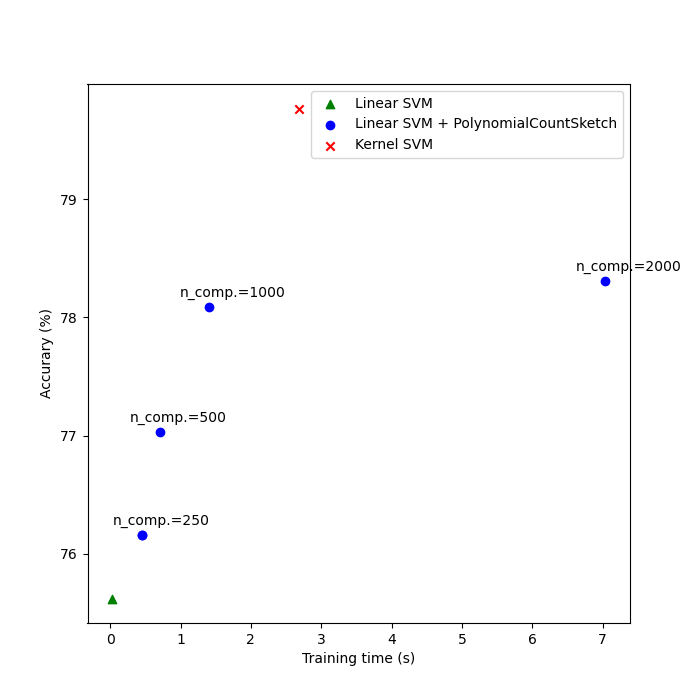 Linear SVM
Linear SVM + PolynomialCountSketch
Kernel SVM
79
n_comp.=2000
n_comp.=1000
78
Accurary (%)
n_comp.=500
77
n_comp.=250
76
0 1 2 3 4 5 6 7
Training time (s)